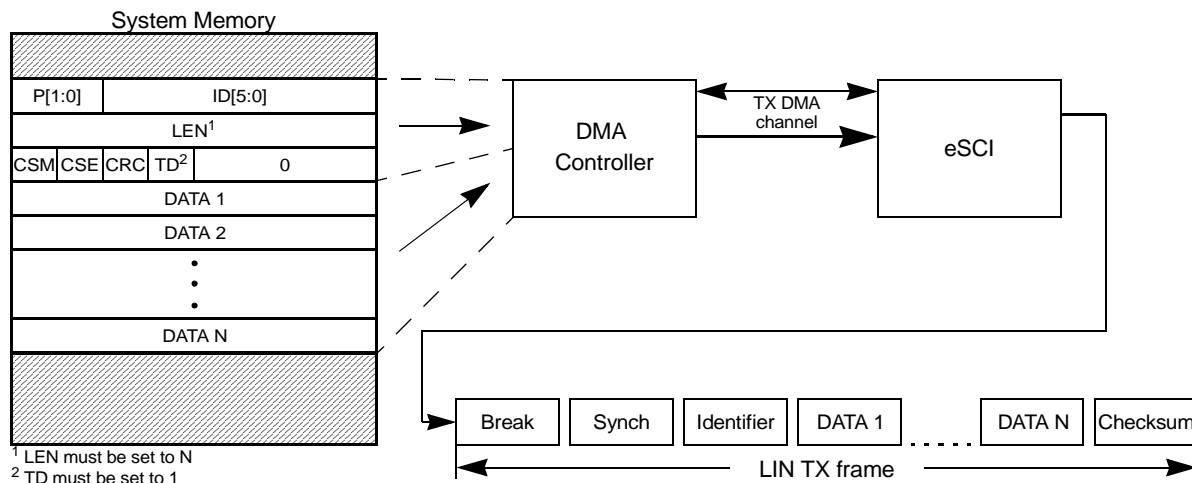 System Memory
P[1:0] ID[5:0]
LEN1
CSM CSE CRC TD2 0
DATA 1
DATA 2
DATA N
DMA
Controller
TX DMA
channel
eSCI
Break Synch Identifier DATA 1 DATA N Checksum
LIN TX frame
1 LEN must be set to N
2 TD must be set to 1